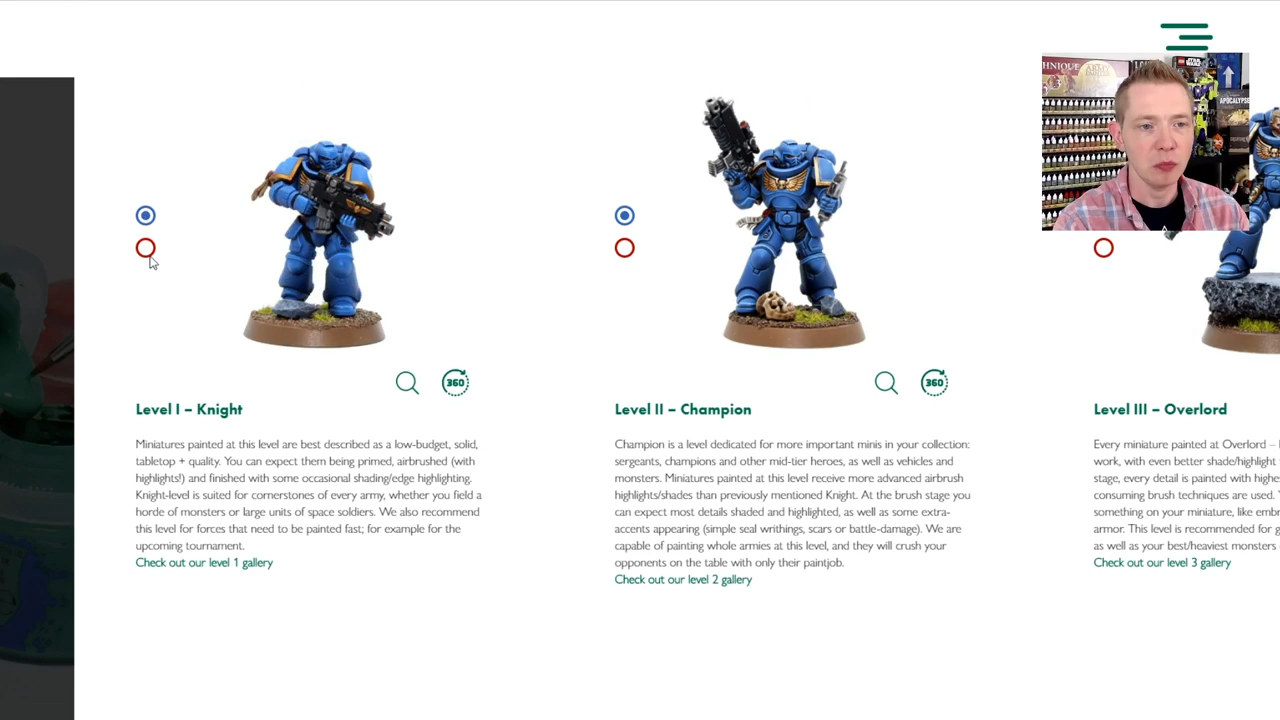 HNIQUE
ARMY
LEGO
STAR
WARS
APOCALYPSE
360
360
Level I – Knight
Miniatures painted at this level are best described as a low-budget, solid,
tabletop + quality. You can expect them being primed, airbrushed (with
highlights!) and finished with some occasional shading/edge highlighting.
Knight-level is suited for cornerstones of every army, whether you field a
horde of monsters or large units of space soldiers. We also recommend
this level for forces that need to be painted fast; for example for the
upcoming tournament.
Check out our level 1 gallery
Level II – Champion
Champion is a level dedicated for more important minis in your collection:
sergeants, champions and other mid-tier heroes, as well as vehicles and
monsters. Miniatures painted at this level receive more advanced airbrush
highlights/shades than previously mentioned Knight. At the brush stage you
can expect most details shaded and highlighted, as well as some extra-
accents appearing (simple seal writhings, scars or battle-damage). We are
capable of painting whole armies at this level, and they will crush your
opponents on the table with only their paintjob.
Check out our level 2 gallery
Level III – Overlord
Every miniature painted at Overlord –
work, with even better shade/highlight
stage, every detail is painted with highe
consuming brush techniques are used.
something on your miniature, like embr
armor. This level is recommended for g
as well as your best/heaviest monsters
Check out our level 3 gallery